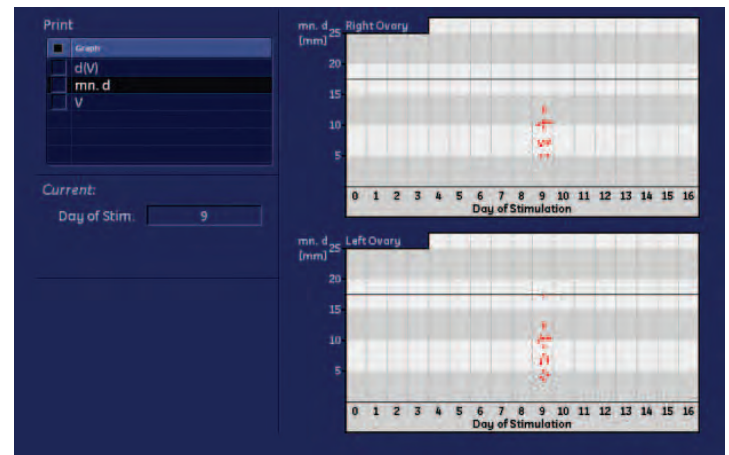 Print
Graph
d(V)
mn. d
V
Current:
Day of Stim. 9
mn. d
[mm]
Right Ovary
25
20
15
10
5
0 1 2 3 4 5 6 7 8 9 10 11 12 13 14 15 16
Day of Stimulation
mn. d
[mm]
Left Ovary
25
20
15
10
5
0 1 2 3 4 5 6 7 8 9 10 11 12 13 14 15 16
Day of Stimulation